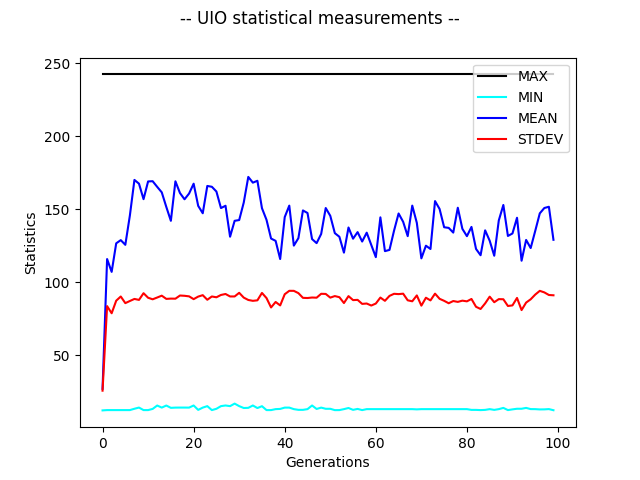 -- UIO statistical measurements --
250
200
150
100
50
Statistics
0
20
40
60
80
100
Generations
MAX
MIN
MEAN
STDEV